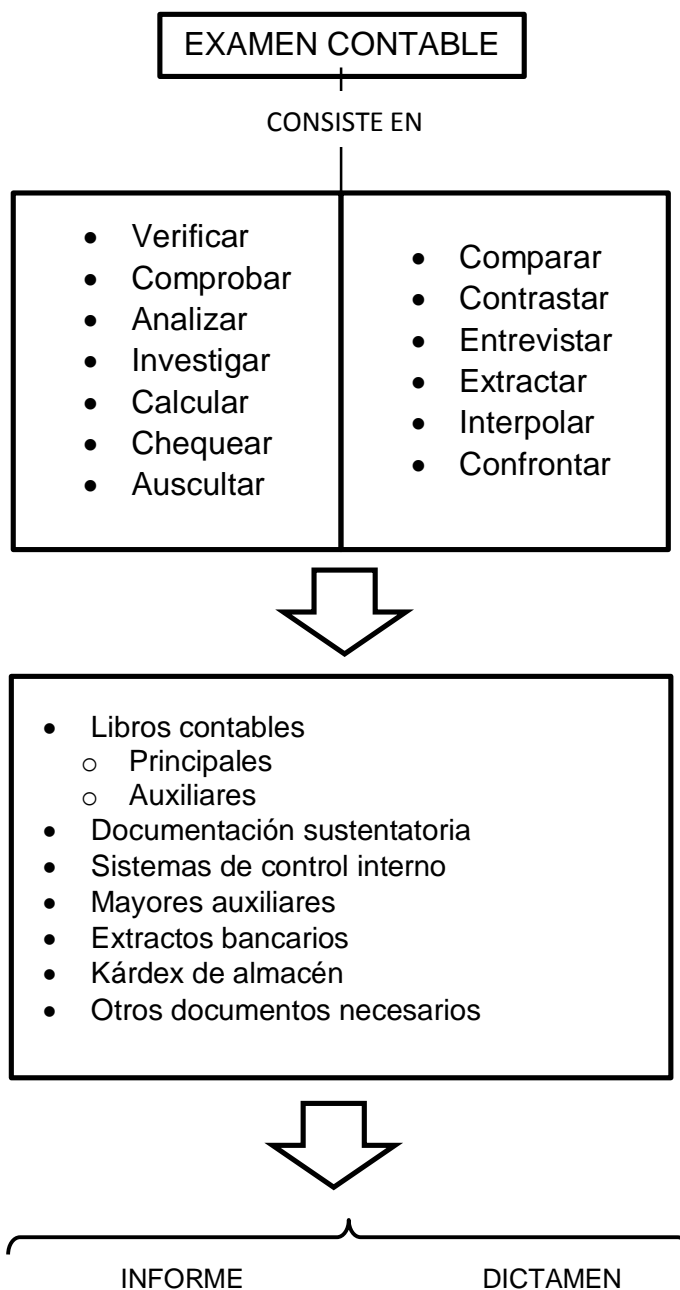 EXAMEN CONTABLE
CONSISTE EN
• Verificar
• Comprobar
• Analizar
• Investigar
• Calcular
• Chequear
• Auscultar
• Comparar
• Contrastar
• Entrevistar
• Extractar
• Interpolar
• Confrontar
• Libros contables
o Principales
o Auxiliares
• Documentación sustentatoria
• Sistemas de control interno
• Mayores auxiliares
• Extractos bancarios
• Kárdex de almacén
• Otros documentos necesarios
INFORME
DICTAMEN